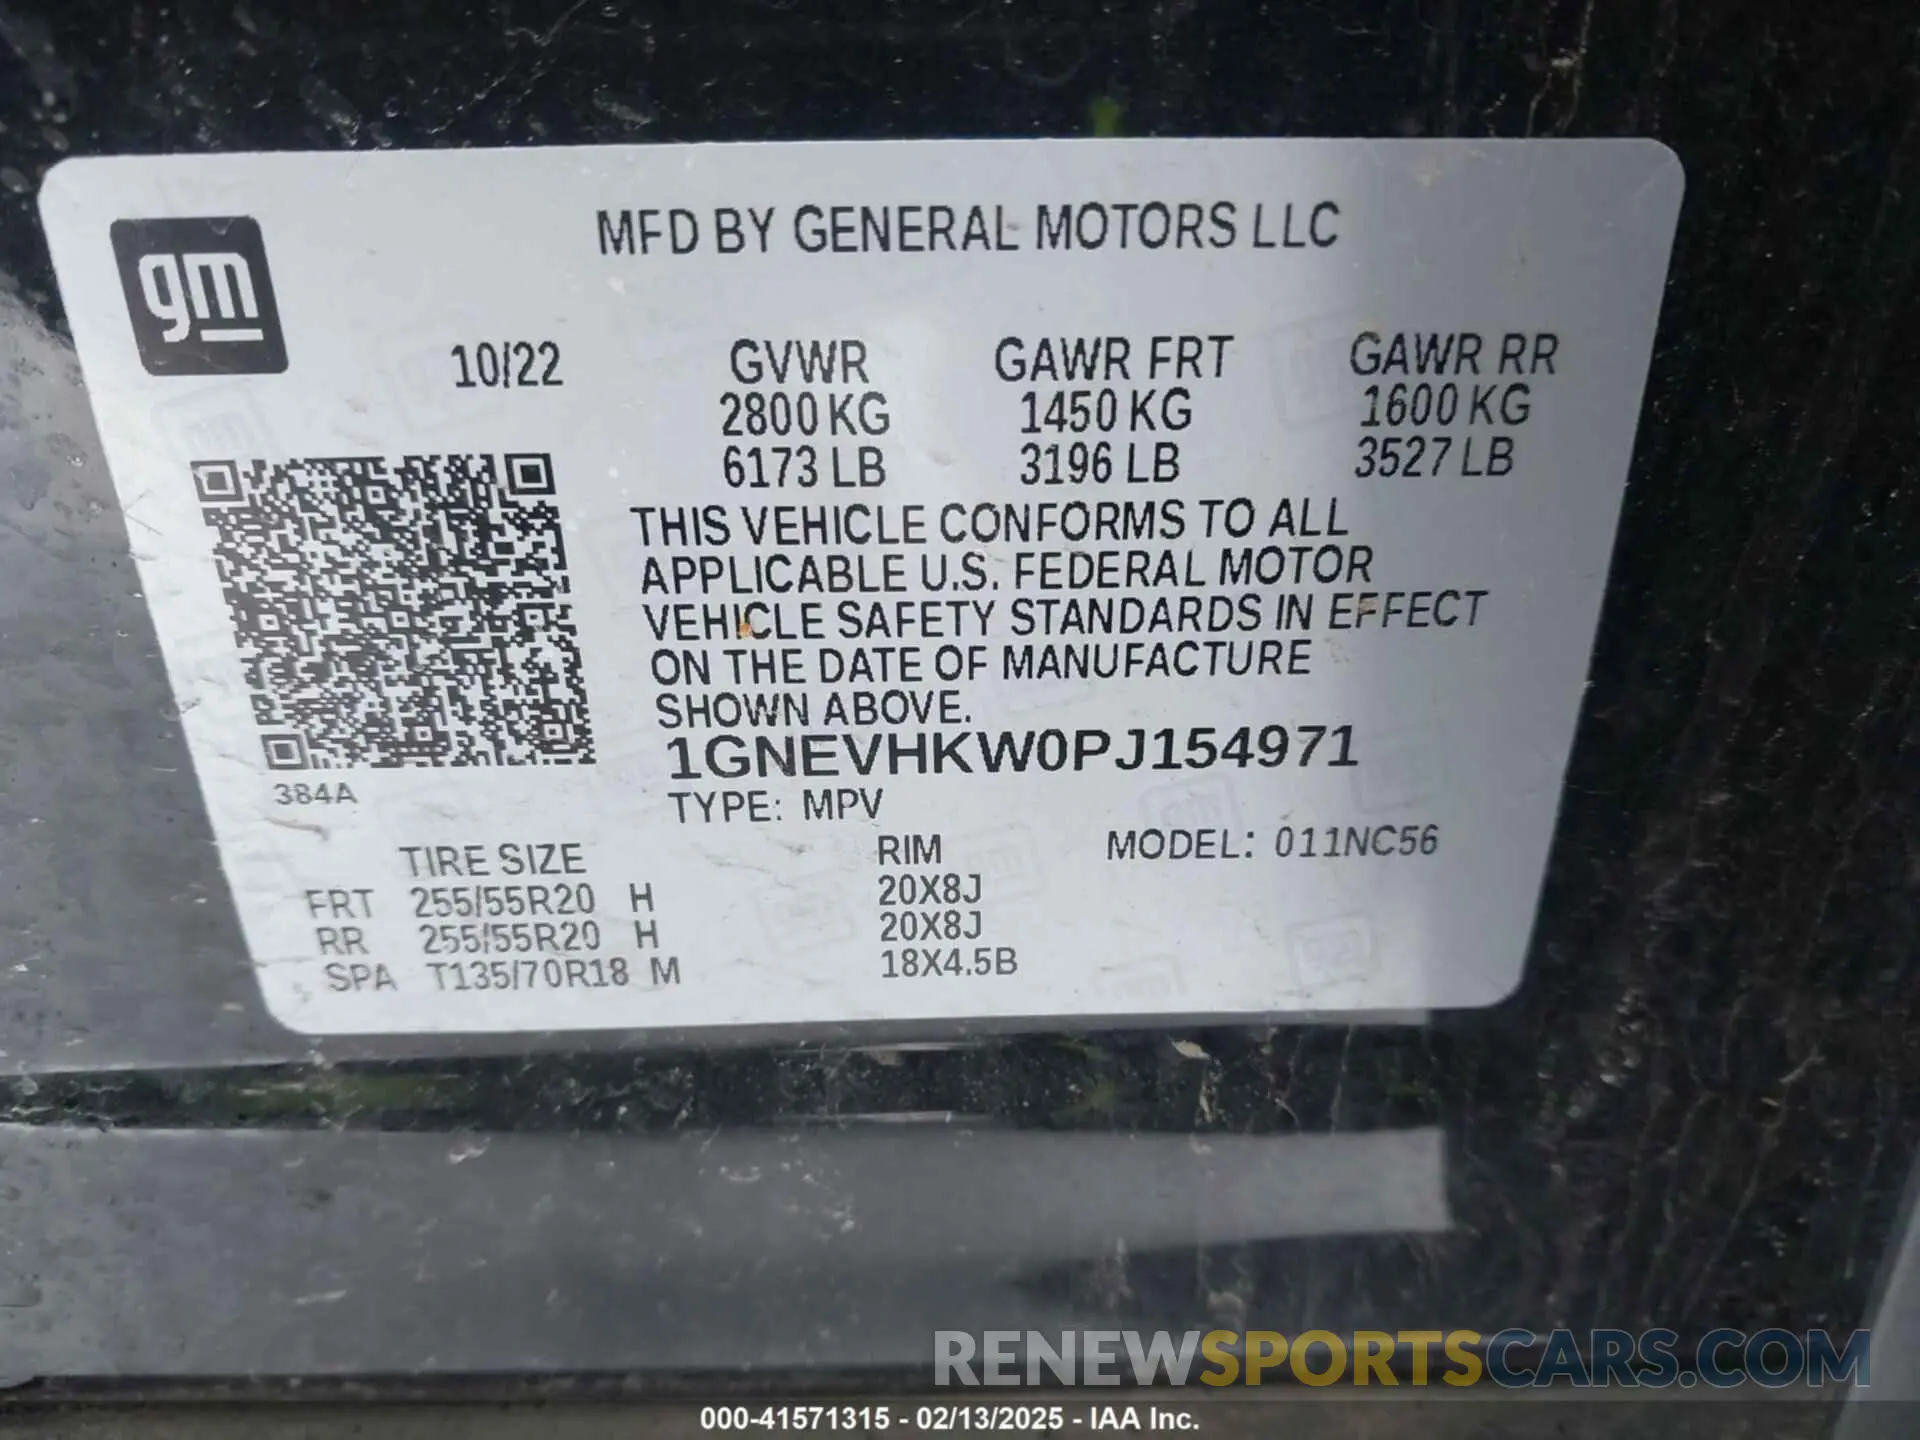 MFD BY GENERAL MOTORS LLC
gm
10/22 GVWR GAWR FRT GAWR RR
2800 KG 1450 KG 1600 KG
6173 LB 3196 LB 3527 LB
THIS VEHICLE CONFORMS TO ALL
APPLICABLE U.S. FEDERAL MOTOR
VEHICLE SAFETY STANDARDS IN EFFECT
ON THE DATE OF MANUFACTURE
SHOWN ABOVE.
1GNEVHKW0PJ154971
384A
TYPE: MPV
TIRE SIZE RIM MODEL: 011NC56
FRT 255/55R20 H 20X8J
RR 255/55R20 H 20X8J
SPA T135/70R18 M 18X4.5B
RENEWSPORTSCARS.COM
000-41571315 - 02/13/2025 - IAA Inc.